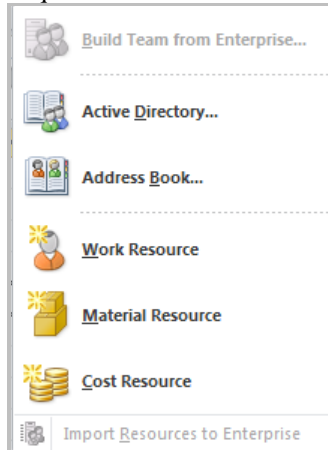 Build Team from Enterprise...
Active Directory...
Address Book...
Work Resource
Material Resource
Cost Resource
Import Resources to Enterprise